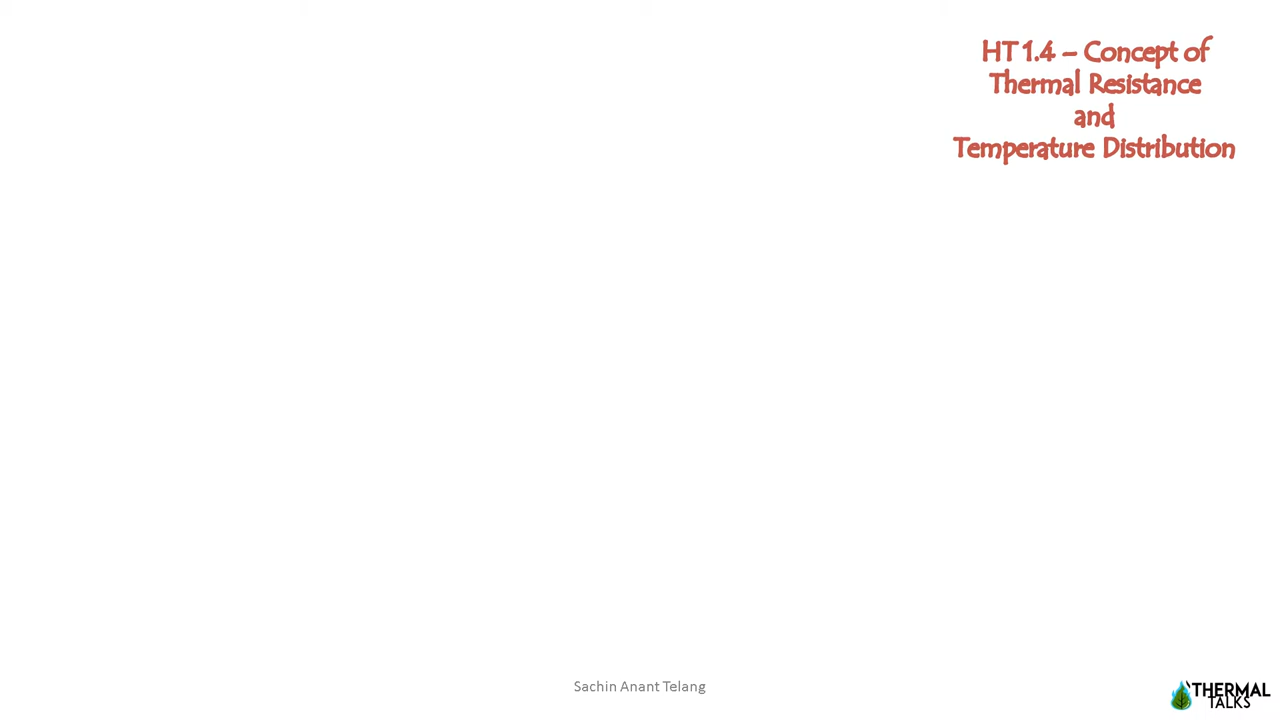 HT 1.4 – Concept of
Thermal Resistance
and
Temperature Distribution
Sachin Anant Telang
THERMAL
TALKS